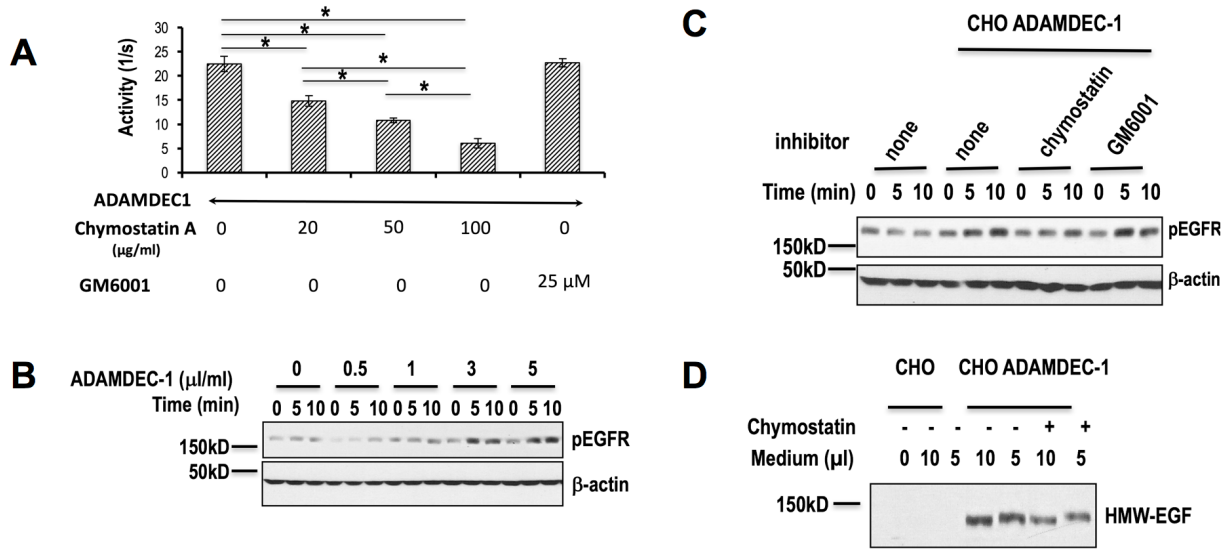 A
*
*
*
*
*
*
Activity (1/s)
30
25
20
15
10
5
0
ADAMDEC1
Chymostatin A 0 20 50 100 0
(µg/ml)
GM6001 0 0 0 0 25 µM
B
ADAMDEC-1 (µl/ml) 0 0.5 1 3 5
Time (min) 0 5 10 0 5 10 0 5 10 0 5 10 0 5 10
150kD pEGFR
50kD β-actin
C
CHO ADAMDEC-1
inhibitor none none chymostatin GM6001
Time (min) 0 5 10 0 5 10 0 5 10 0 5 10
150kD pEGFR
50kD β-actin
D
CHO CHO ADAMDEC-1
Chymostatin - - - - - + +
Medium (µl) 0 10 5 10 5 10 5
150kD HMW-EGF